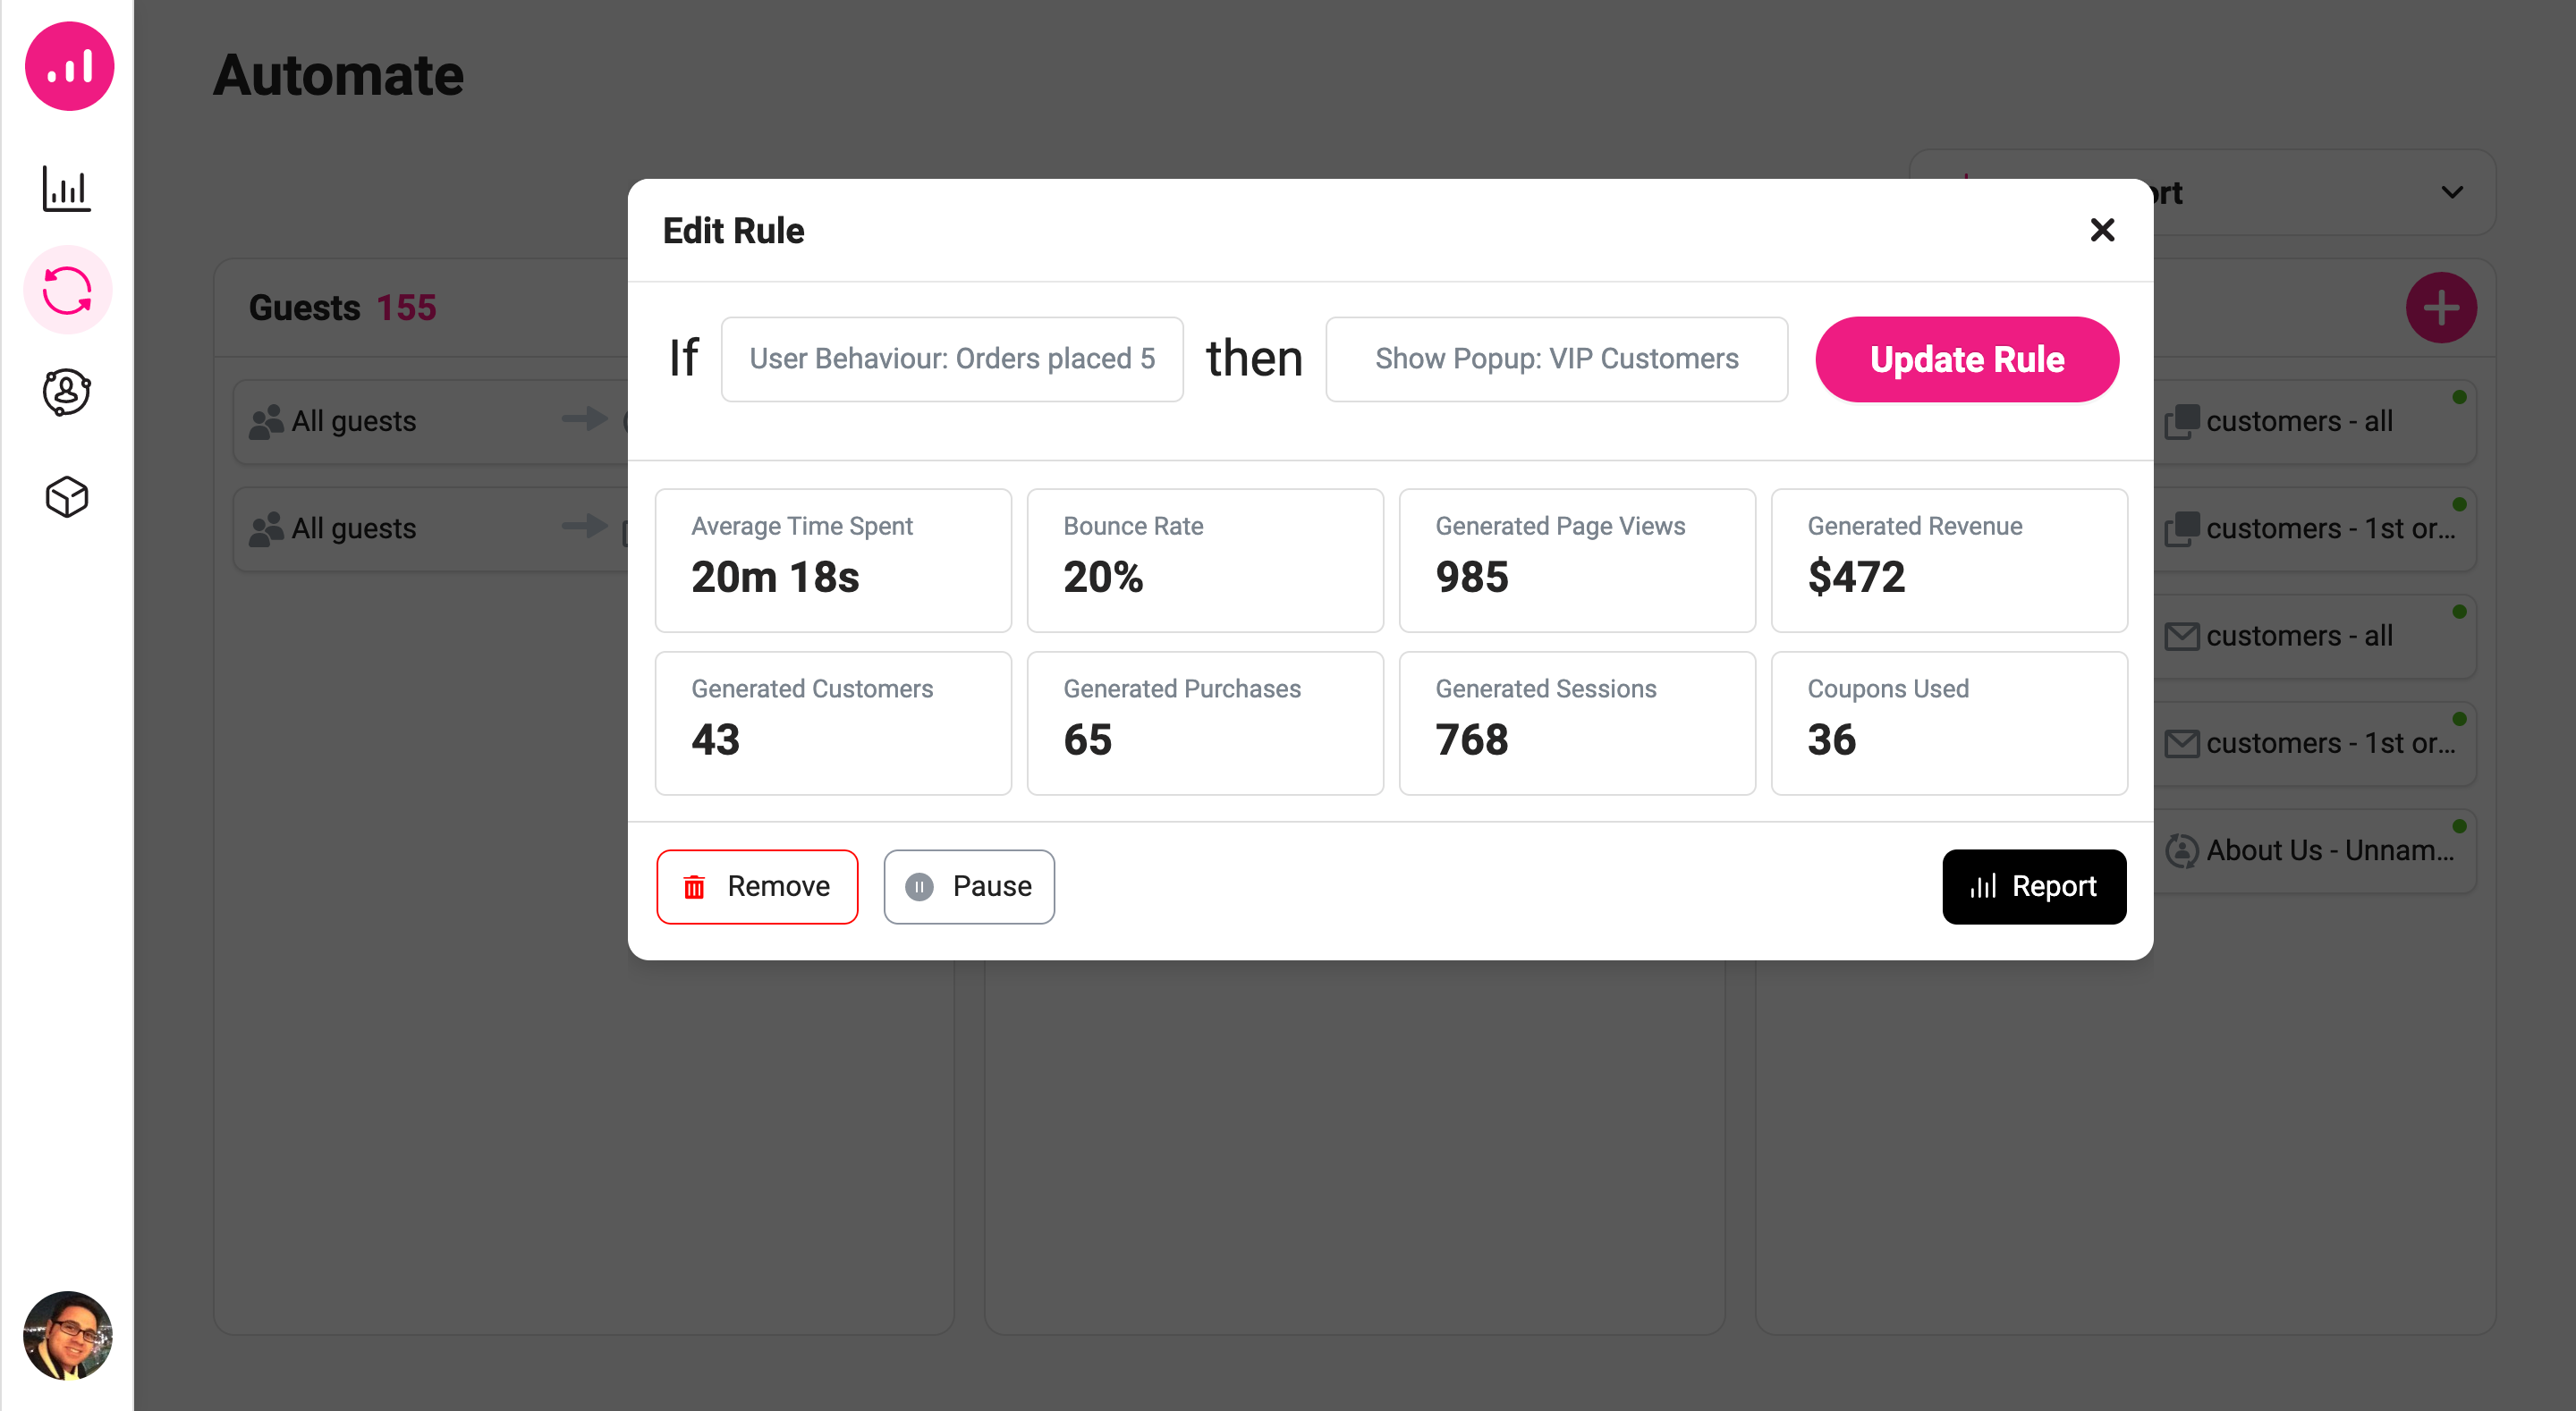 Automate
ort
Edit Rule
Guests 155
If User Behaviour: Orders placed 5 then Show Popup: VIP Customers Update Rule
All guests
customers - all
Average Time Spent Bounce Rate Generated Page Views Generated Revenue
20m 18s 20% 985 $472
All guests
customers - 1st or...
customers - all
Generated Customers Generated Purchases Generated Sessions Coupons Used
43 65 768 36
customers - 1st or...
About Us - Unnam...
Remove Pause Report